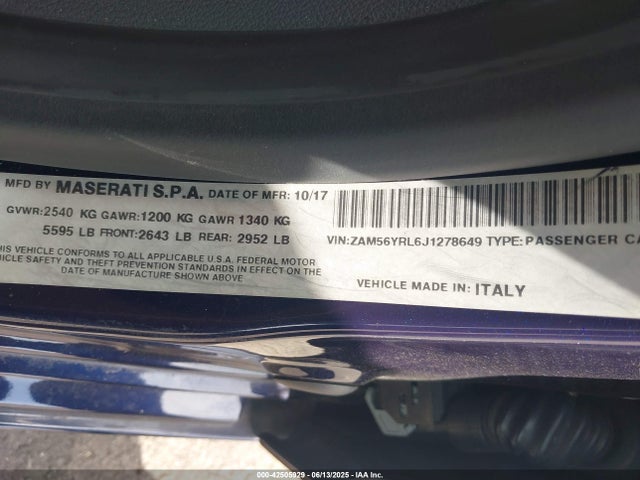 MFD BY MASERATI S.P.A. DATE OF MFR: 10/17
GVWR:2540 KG GAWR:1200 KG GAWR 1340 KG
5595 LB FRONT:2643 LB REAR: 2952 LB
THIS VEHICLE CONFORMS TO ALL APPLICABLE U.S.A. FEDERAL MOTOR
VEHICLE SAFETY AND THEFT PREVENTION STANDARDS IN EFFECT ON THE
DATE OF MANUFACTURE SHOWN ABOVE
VIN:ZAM56YRL6J1278649 TYPE:PASSENGER CA
VEHICLE MADE IN: ITALY
000-42505929 - 06/13/2025 - IAA Inc.